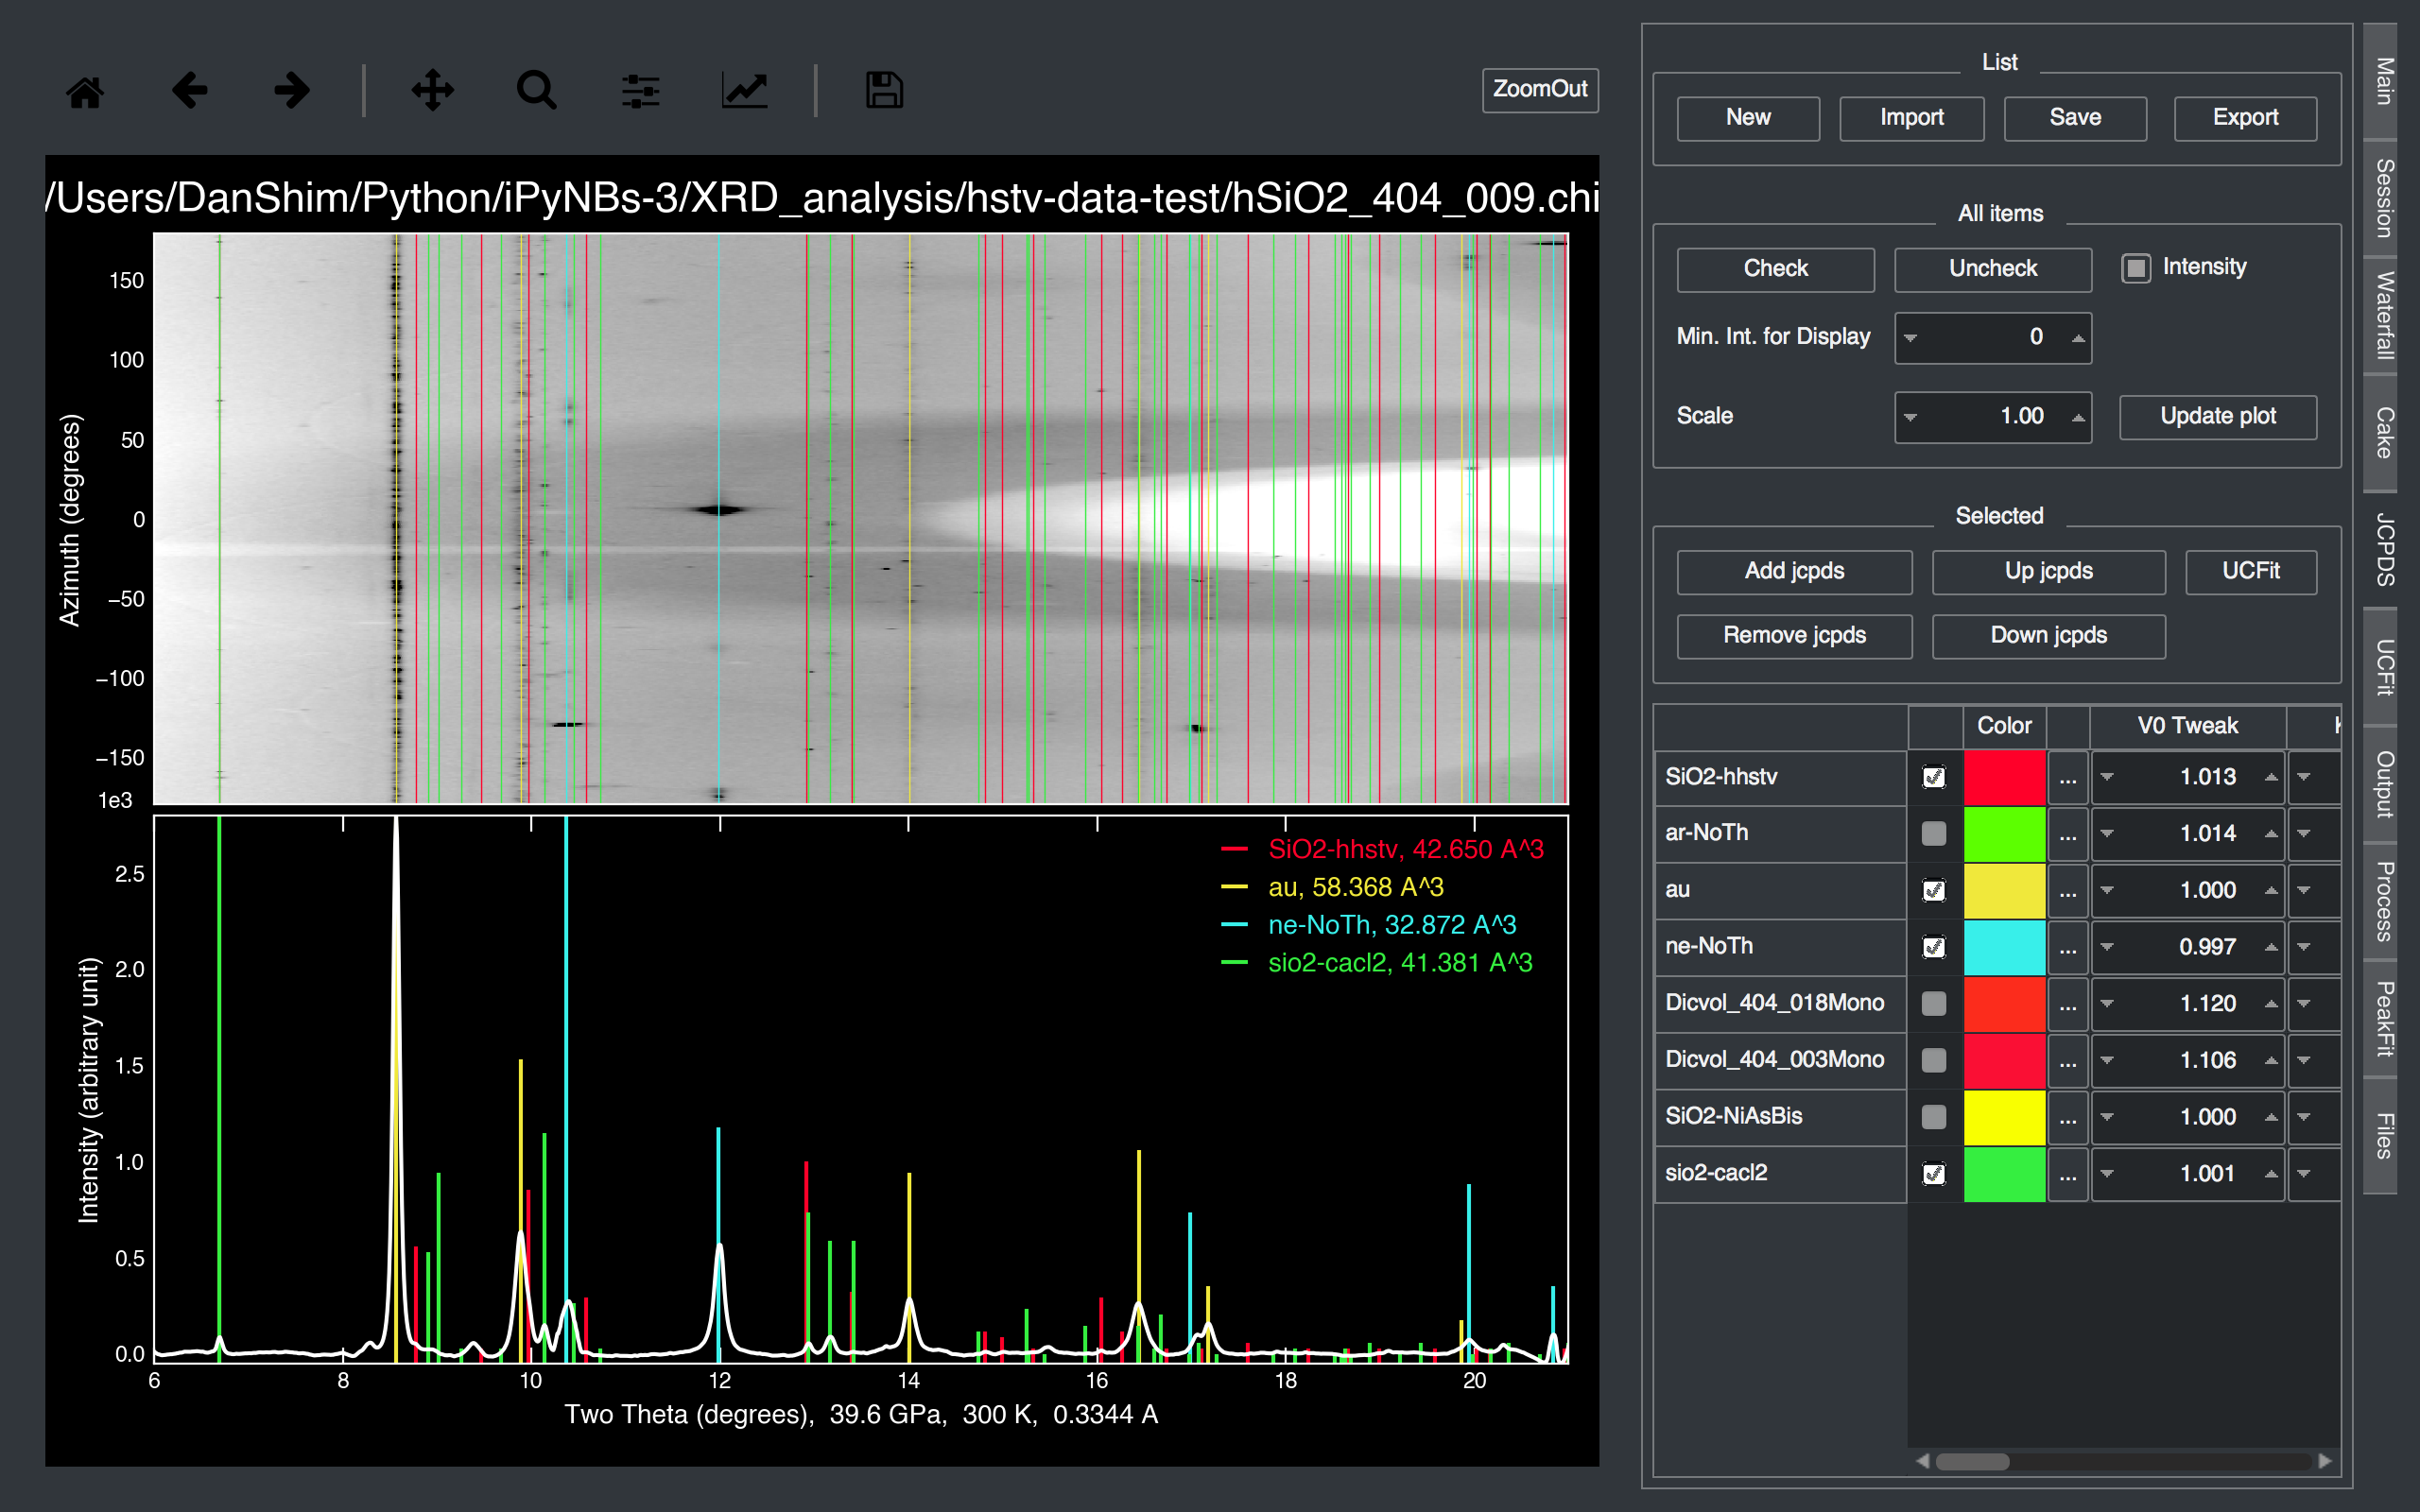 ZoomOut
/Users/DanShim/Python/iPyNBs-3/XRD_analysis/hstv-data-test/hSiO2_404_009.chi
Azimuth (degrees)
150
100
50
0
−50
−100
−150
1e3
Intensity (arbitrary unit)
2.5
2.0
1.5
1.0
0.5
0.0
SiO2-hhstv, 42.650 A^3
au, 58.368 A^3
ne-NoTh, 32.872 A^3
sio2-cacl2, 41.381 A^3
6 8 10 12 14 16 18 20
Two Theta (degrees), 39.6 GPa, 300 K, 0.3344 A
List
New Import Save Export
All items
Check Uncheck Intensity
Min. Int. for Display 0
Scale 1.00 Update plot
Selected
Add jcpds Up jcpds UCFit
Remove jcpds Down jcpds
Color V0 Tweak
SiO2-hhstv ... 1.013
ar-NoTh ... 1.014
au ... 1.000
ne-NoTh ... 0.997
Dicvol_404_018Mono ... 1.120
Dicvol_404_003Mono ... 1.106
SiO2-NiAsBis ... 1.000
sio2-cacl2 ... 1.001
Main
Session
Waterfall
Cake
JCPDS
UCFit
Output
Process
PeakFit
Files